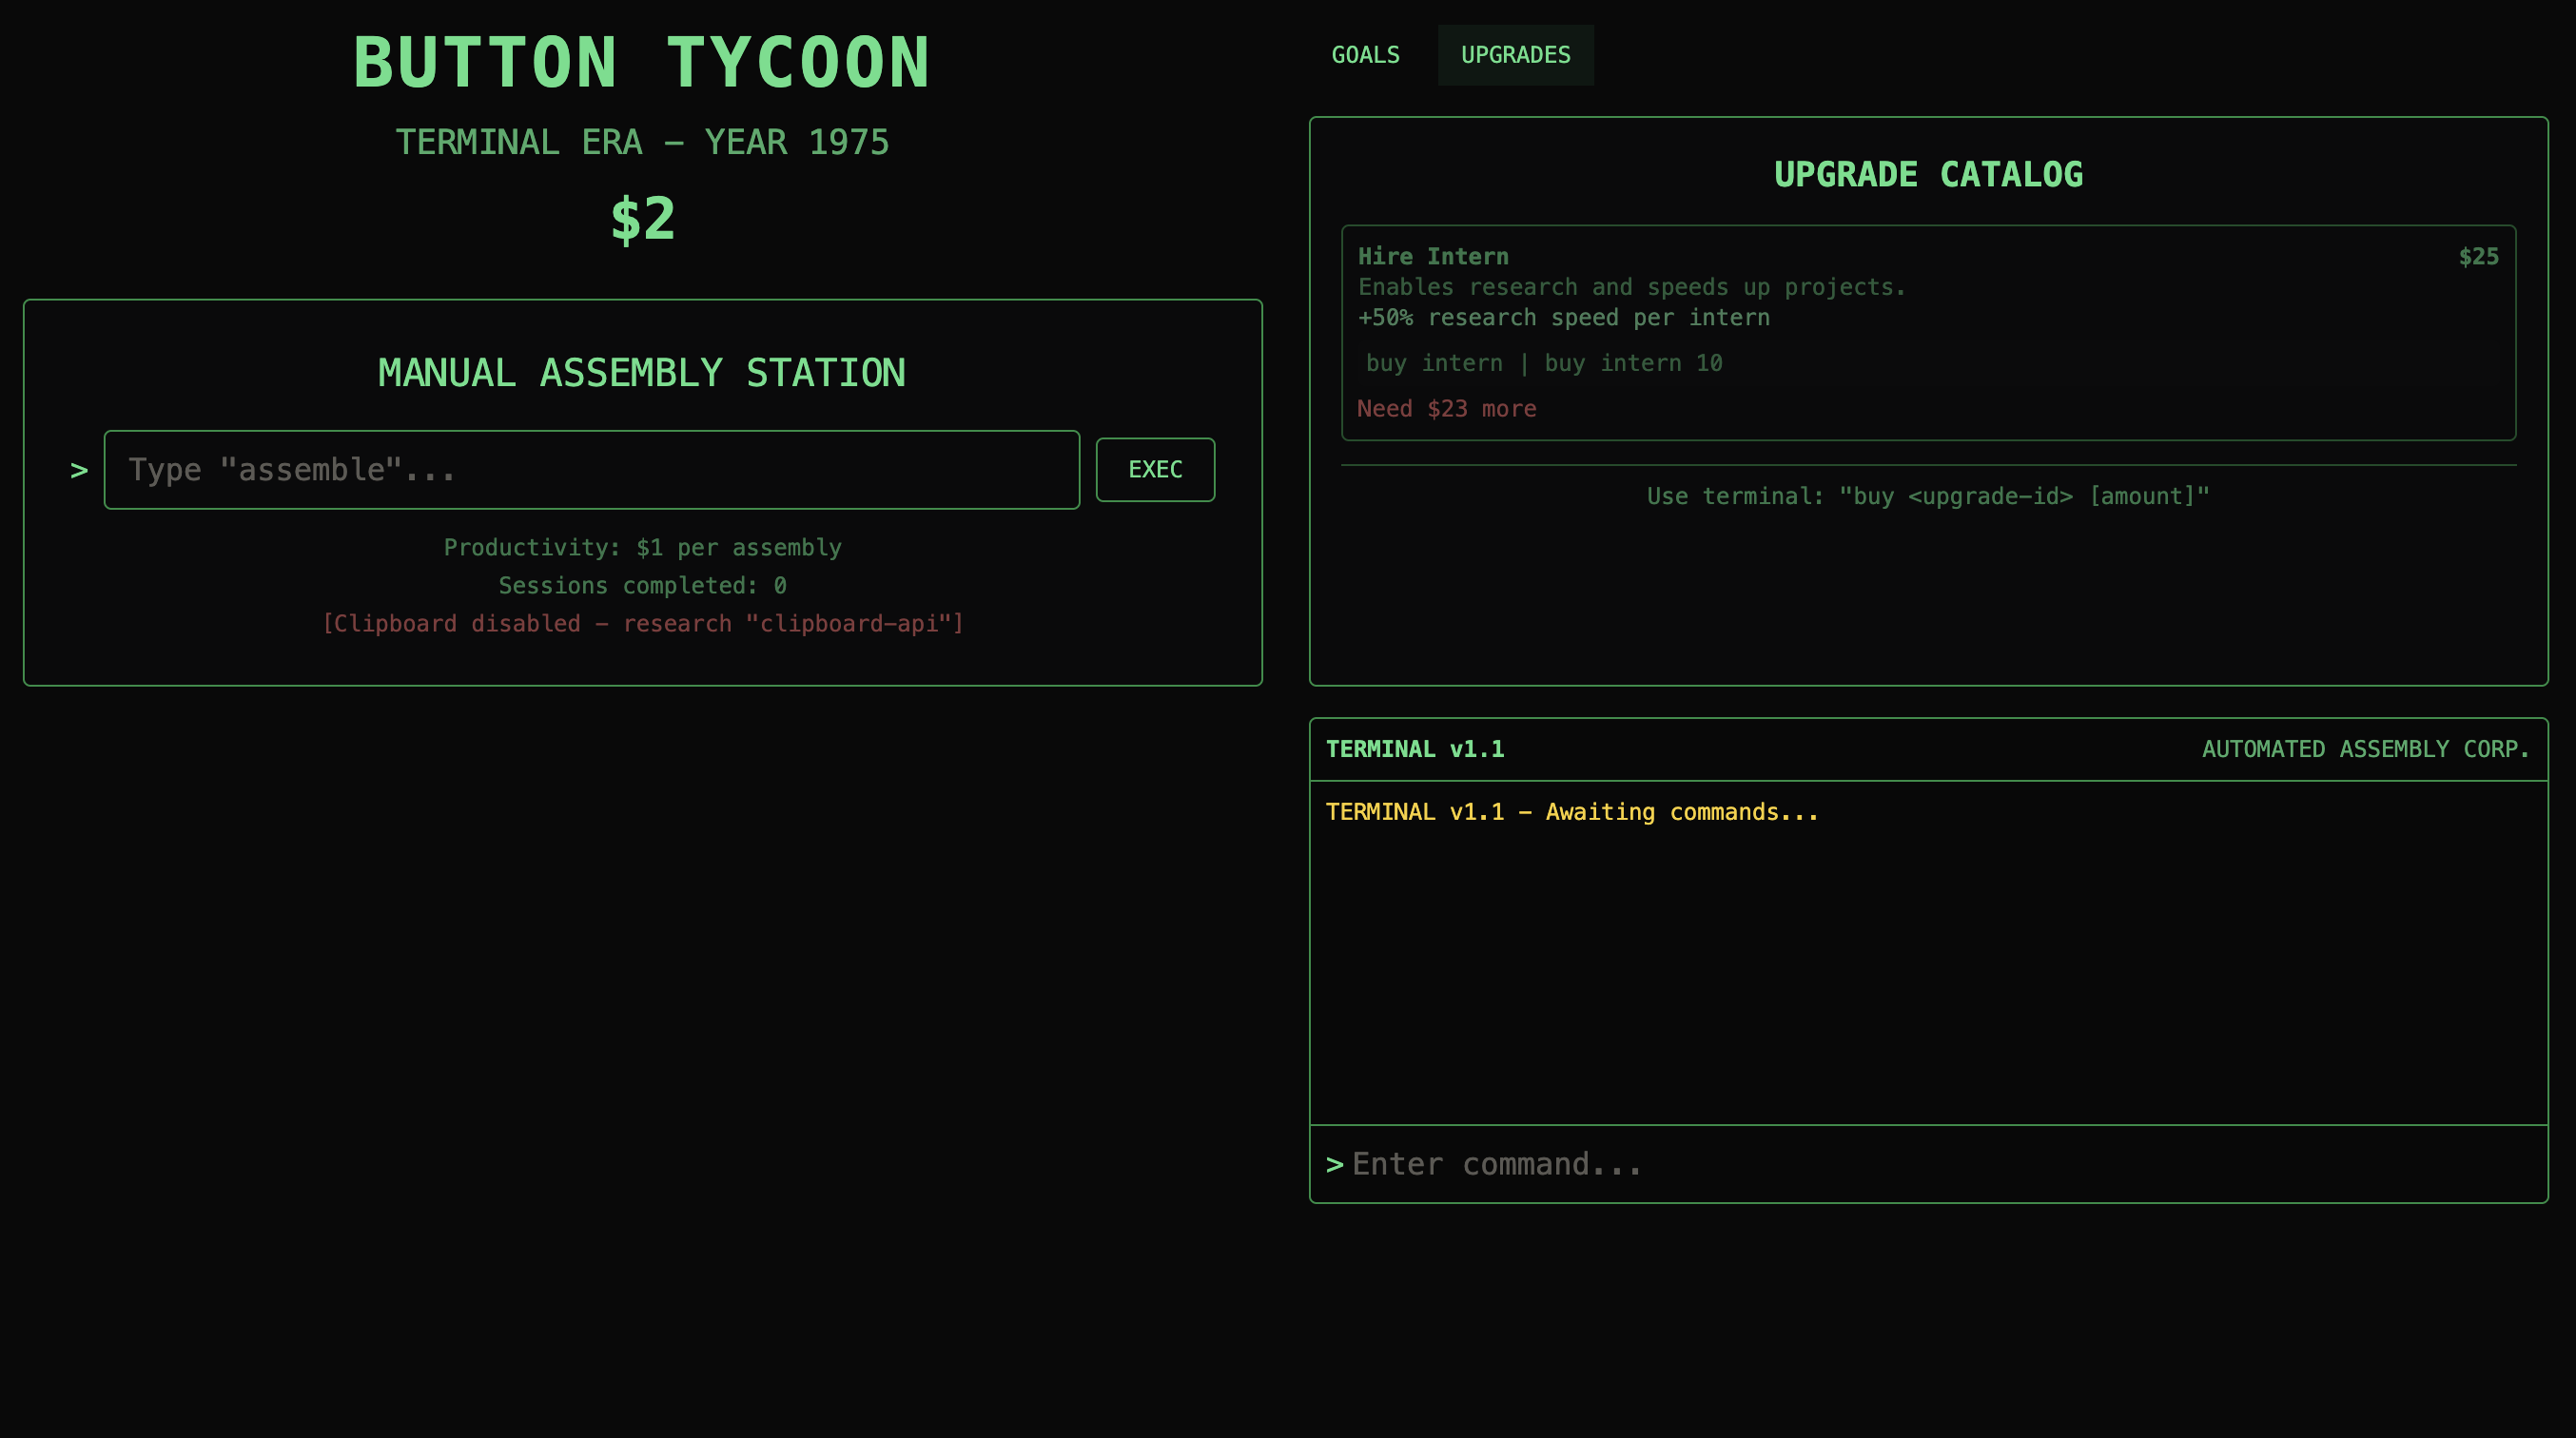 BUTTON TYCOON
TERMINAL ERA - YEAR 1975
$2
MANUAL ASSEMBLY STATION
> Type "assemble"... EXEC
Productivity: $1 per assembly
Sessions completed: 0
[Clipboard disabled - research "clipboard-api"]
GOALS UPGRADES
UPGRADE CATALOG
Hire Intern $25
Enables research and speeds up projects.
+50% research speed per intern
buy intern | buy intern 10
Need $23 more
Use terminal: "buy <upgrade-id> [amount]"
TERMINAL v1.1 AUTOMATED ASSEMBLY CORP.
TERMINAL v1.1 - Awaiting commands...
> Enter command...